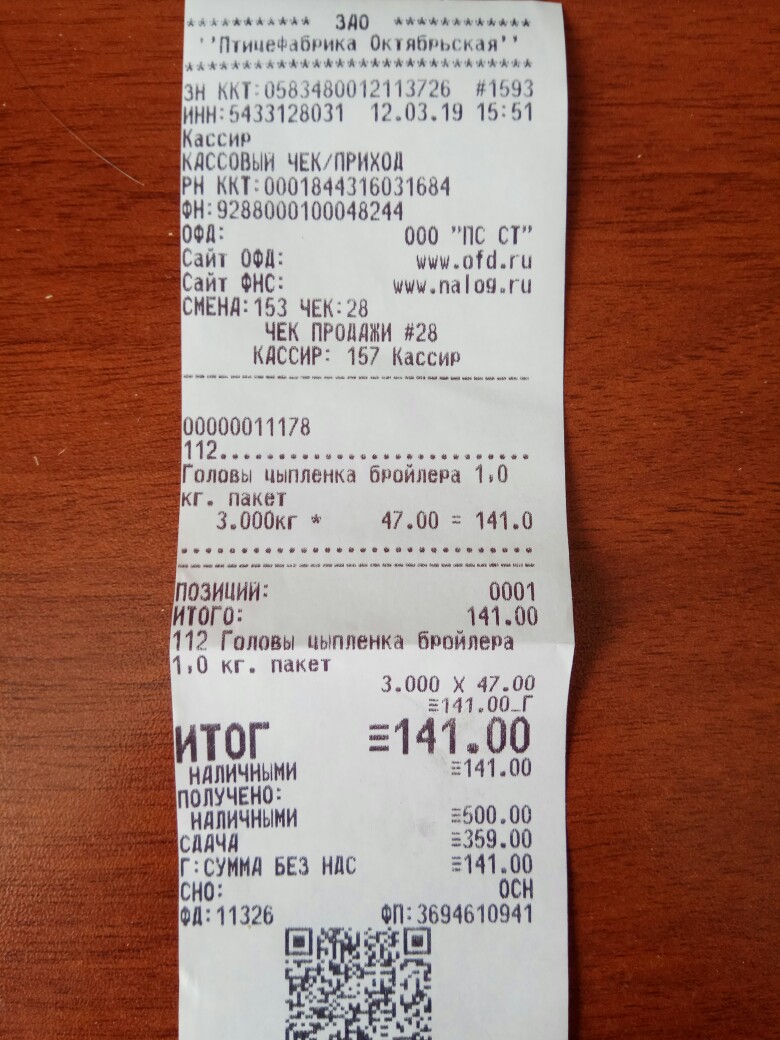 *********** ЗАО ***********
''Птицефабрика Октябрьская''
******************************
ЗН ККТ:0583480012113726 #1593
ИНН:5433128031 12.03.19 15:51
Кассир
КАССОВЫЙ ЧЕК/ПРИХОД
РН ККТ:0001844316031684
ФН:9288000100048244
ОФД: ООО "ПС СТ"
Сайт ОФД: www.ofd.ru
Сайт ФНС: www.nalog.ru
СМЕНА:153 ЧЕК:28
ЧЕК ПРОДАЖИ #28
КАССИР: 157 Кассир
00000011178
112...........................
Головы цыпленка бройлера 1,0
кг. пакет
3.000кг * 47.00 = 141.0
..............................
ПОЗИЦИЙ: 0001
ИТОГО: 141.00
112 Головы цыпленка бройлера
1,0 кг. пакет
3.000 X 47.00
≡141.00_Г
ИТОГ ≡141.00
НАЛИЧНЫМИ ≡141.00
ПОЛУЧЕНО:
НАЛИЧНЫМИ ≡500.00
СДАЧА ≡359.00
Г:СУММА БЕЗ НДС ≡141.00
СНО: ОСН
ФД:11326 ФП:3694610941